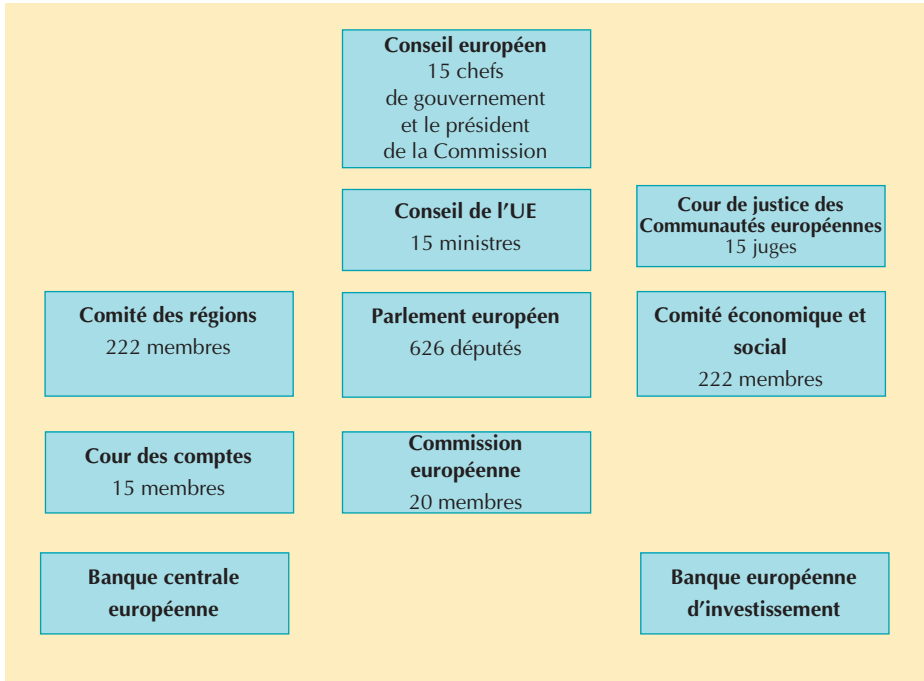 Conseil européen
15 chefs
de gouvernement
et le président
de la Commission
Conseil de l’UE
15 ministres
Cour de justice des
Communautés européennes
15 juges
Comité des régions
222 membres
Parlement européen
626 députés
Comité économique et
social
222 membres
Cour des comptes
15 membres
Commission
européenne
20 membres
Banque centrale
européenne
Banque européenne
d’investissement